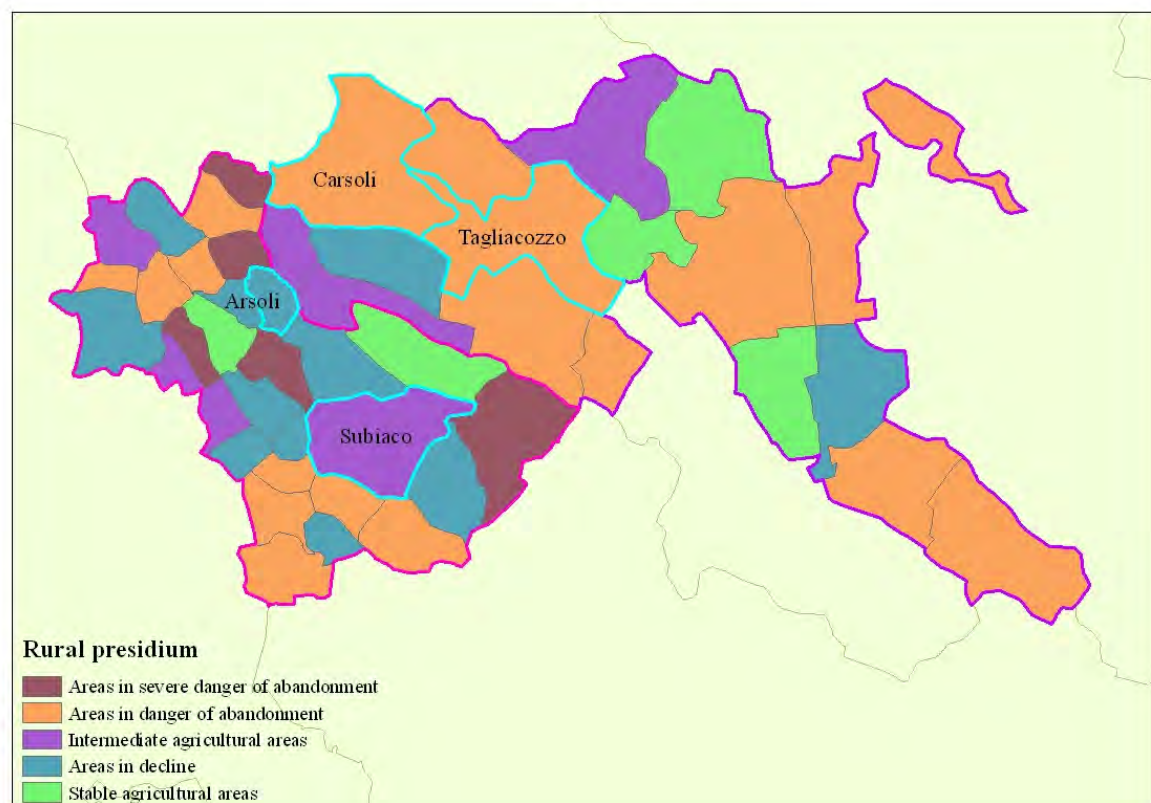 Carsoli
Tagliacozzo
Arsoli
Subiaco
Rural presidium
Areas in severe danger of abandonment
Areas in danger of abandonment
Intermediate agricultural areas
Areas in decline
Stable agricultural areas